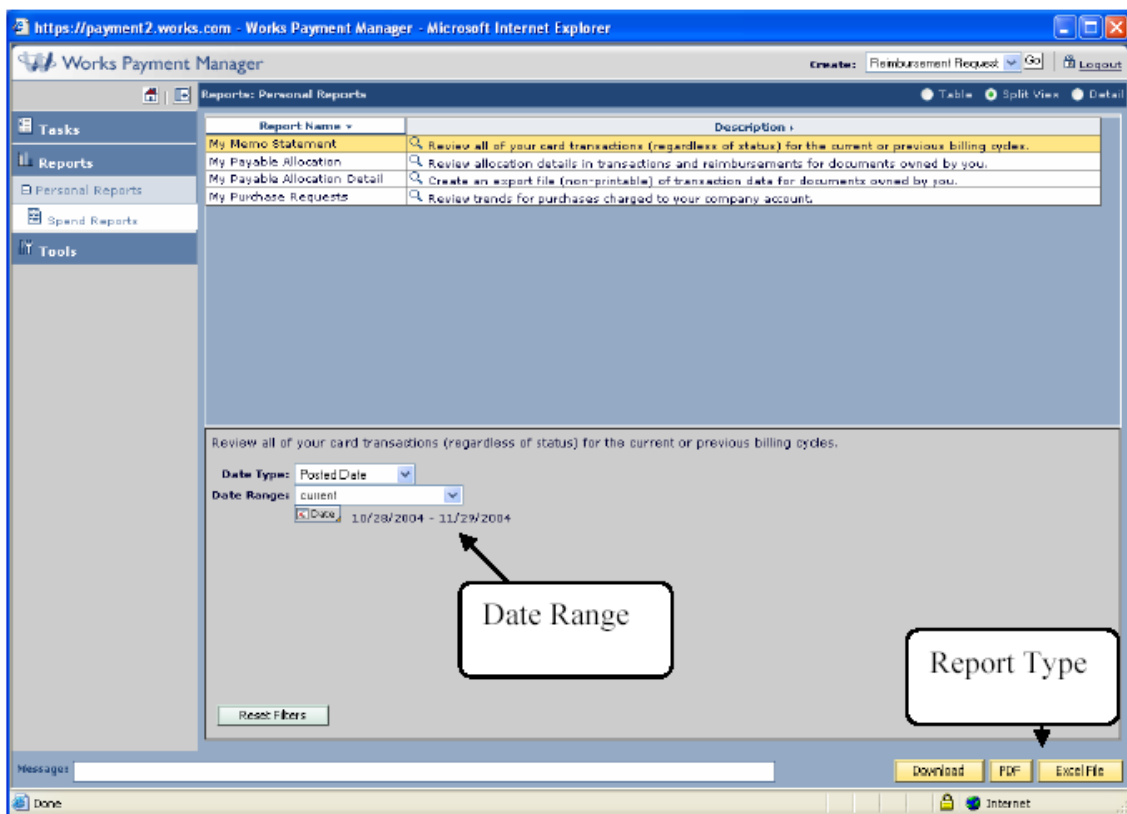 https://payment2.works.com - Works Payment Manager - Microsoft Internet Explorer
Works Payment Manager
Create: Reimbursement Request Go Logout
Reports: Personal Reports
Table Split View Detail
Tasks
Reports
Personal Reports
Spend Reports
Tools
Report Name Description
My Memo Statement Review all of your card transactions (regardless of status) for the current or previous billing cycles.
My Payable Allocation Review allocation details in transactions and reimbursements for documents owned by you.
My Payable Allocation Detail Create an export file (non-printable) of transaction data for documents owned by you.
My Purchase Requests Review trends for purchases charged to your company account.
Review all of your card transactions (regardless of status) for the current or previous billing cycles.
Date Type: Posted Date
Date Range: current
Date 10/28/2004 - 11/29/2004
Date Range
Report Type
Reset Filters
Message:
Download PDF Excel File
Done
Internet